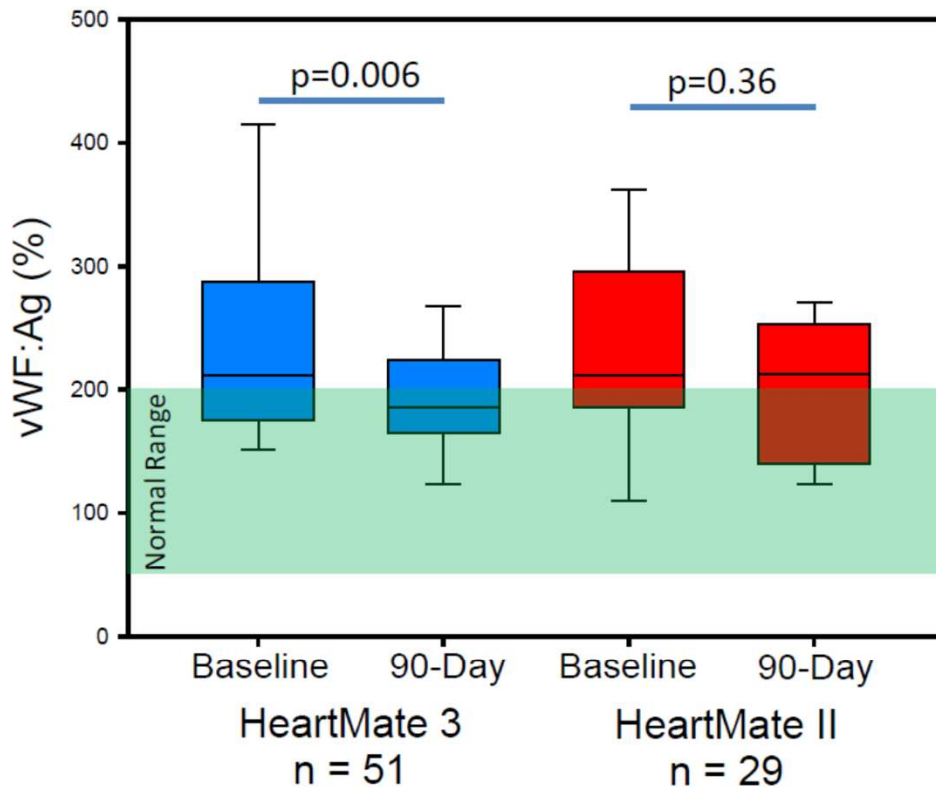 500
400
300
200
100
0
vWF:Ag (%)
Normal Range
p=0.006
p=0.36
Baseline
90-Day
Baseline
90-Day
HeartMate 3
HeartMate II
n = 51
n = 29